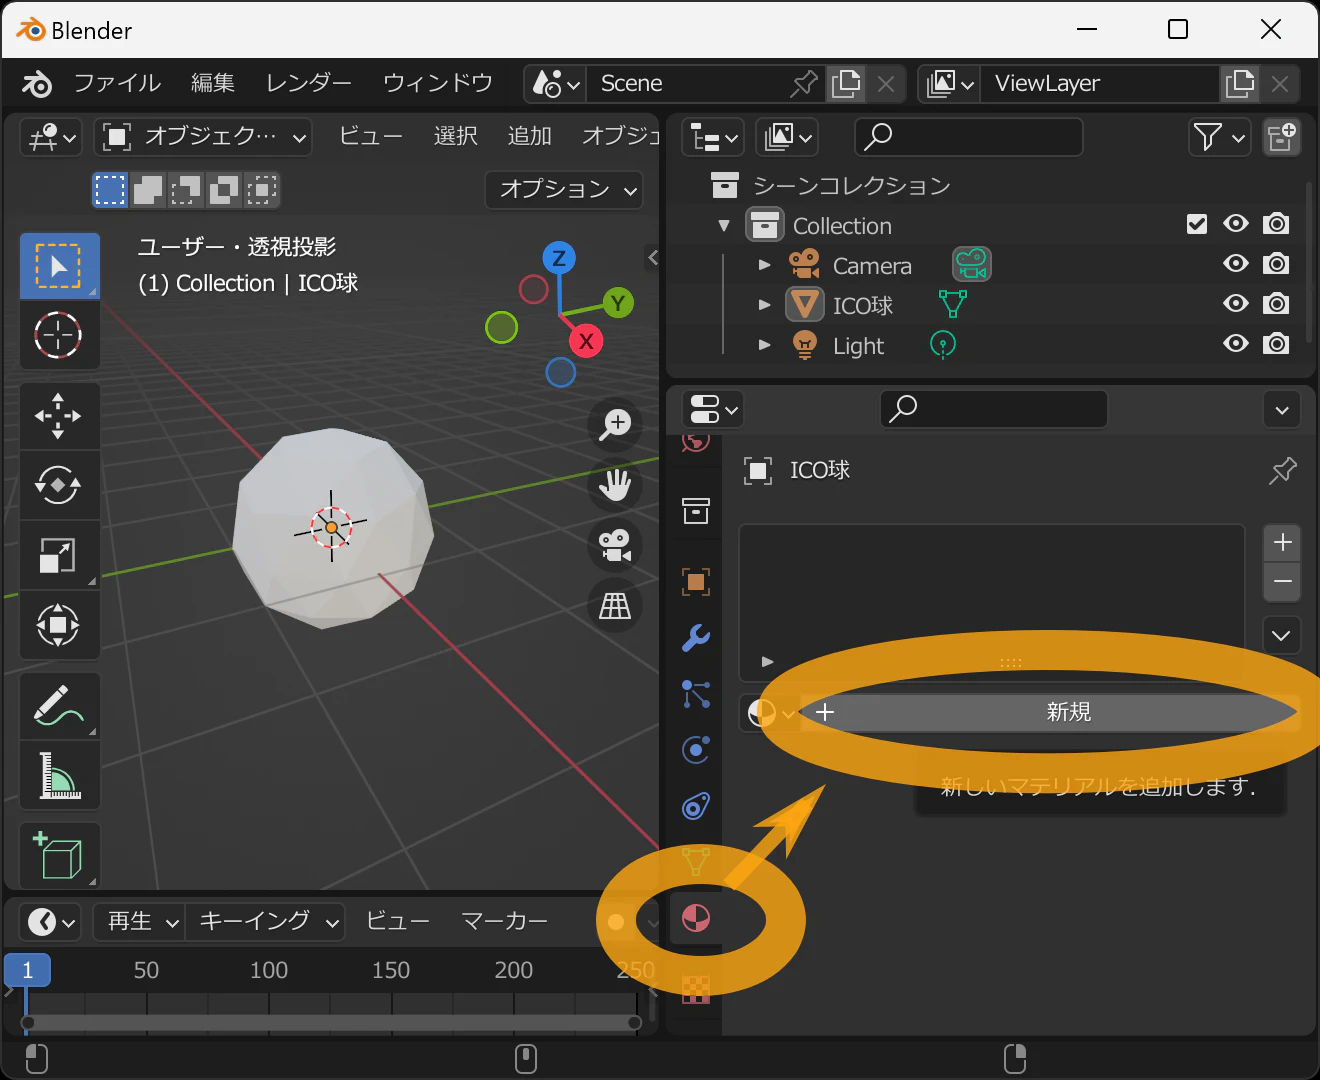 Blender
ファイル 編集 レンダー ウィンドウ Scene ViewLayer
オブジェク… ビュー 選択 追加 オブジェ
オプション
ユーザー・透視投影
(1) Collection | ICO球
Z
Y
X
シーンコレクション
Collection
Camera
ICO球
Light
ICO球
新規
新しいマテリアルを追加します.
再生 キーイング ビュー マーカー
1 50 100 150 200 250